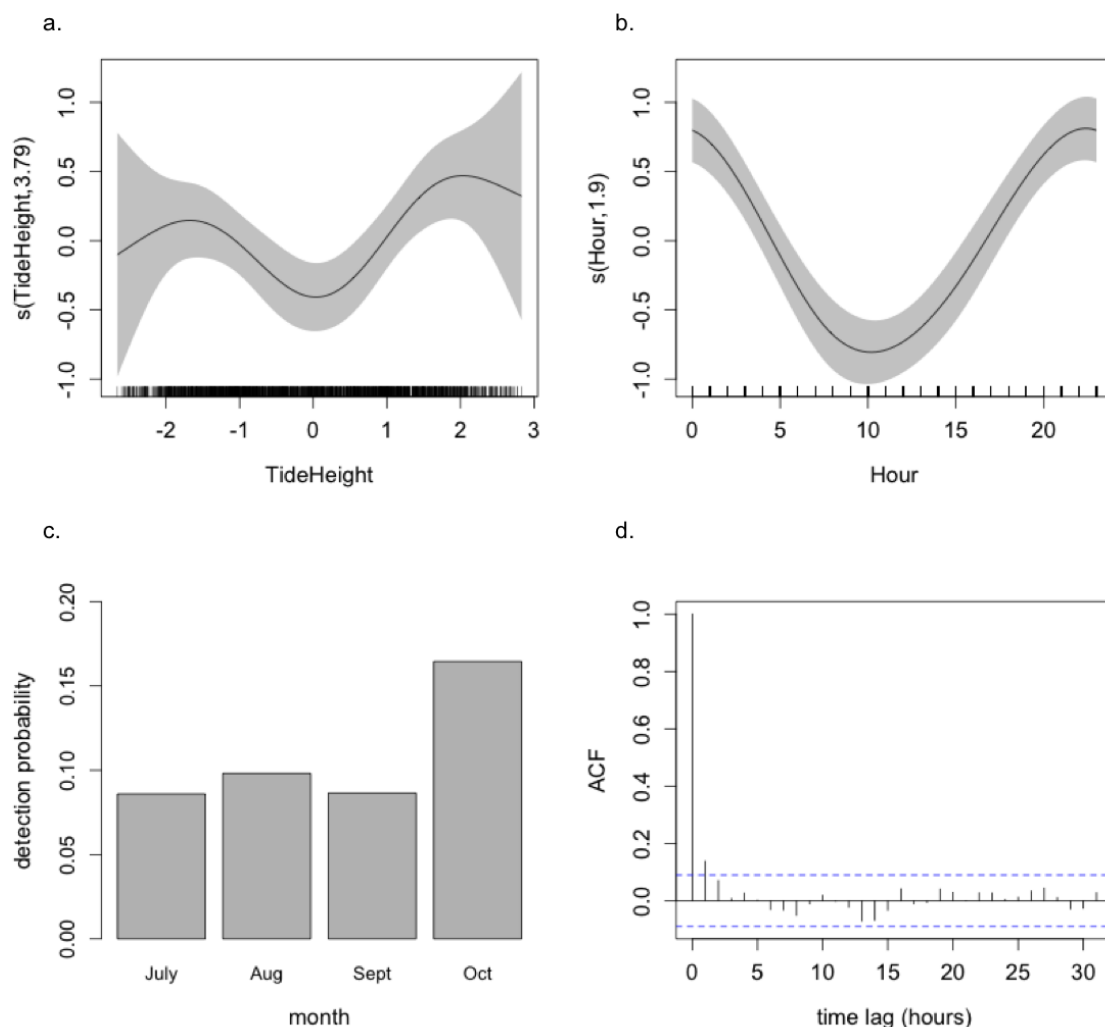 a.
s(TideHeight,3.79)
-1.0 -0.5 0.0 0.5 1.0
-2 -1 0 1 2 3
TideHeight
b.
s(Hour,1.9)
-1.0 -0.5 0.0 0.5 1.0
0 5 10 15 20
Hour
c.
detection probability
0.00 0.05 0.10 0.15 0.20
July Aug Sept Oct
month
d.
ACF
0.0 0.2 0.4 0.6 0.8 1.0
0 5 10 15 20 25 30
time lag (hours)